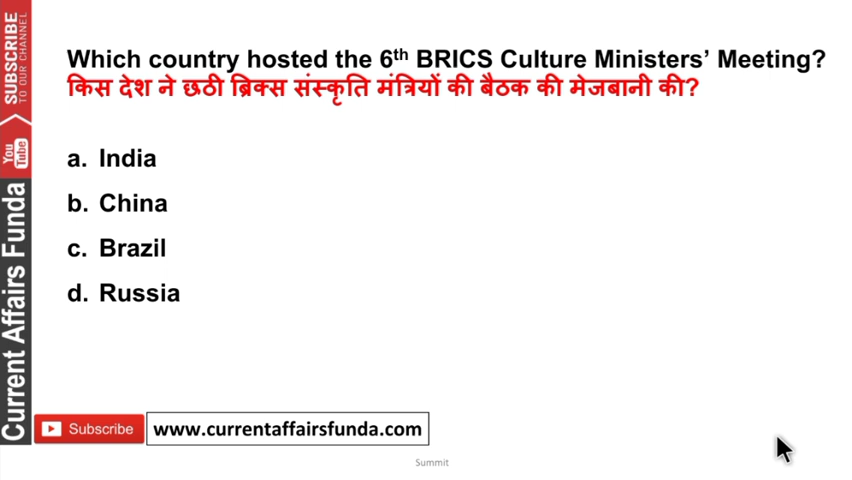 Which country hosted the 6th BRICS Culture Ministers' Meeting?
किस देश ने छठी ब्रिक्स संस्कृति मंत्रियों की बैठक की मेजबानी की?
a. India
b. China
c. Brazil
d. Russia
SUBSCRIBE
TO OUR CHANNEL
You
Tube
Current Affairs Funda
Subscribe
www.currentaffairsfunda.com
Summit